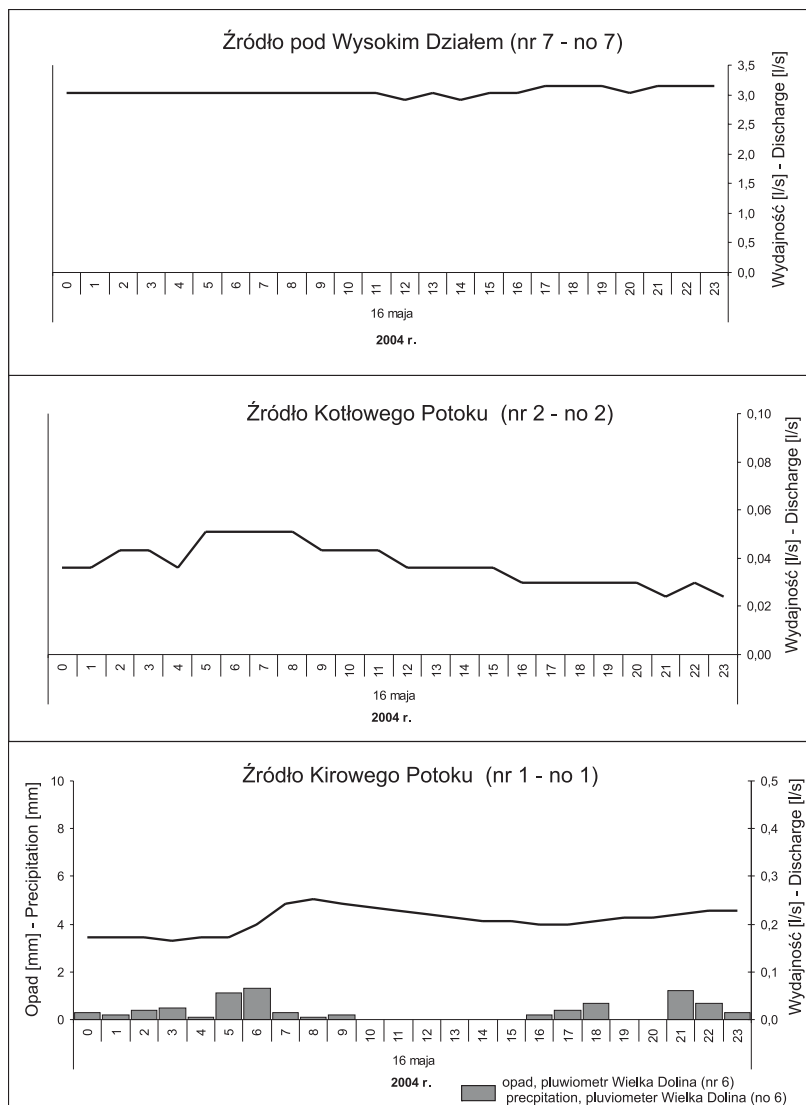 Źródło pod Wysokim Działem (nr 7 - no 7)
3,5
3,0
2,5
2,0
1,5
1,0
0,5
0,0
Wydajność [l/s] - Discharge [l/s]
0 1 2 3 4 5 6 7 8 9 10 11 12 13 14 15 16 17 18 19 20 21 22 23
16 maja
2004 r.
Źródło Kotłowego Potoku (nr 2 - no 2)
0,10
0,08
0,06
0,04
0,02
0,00
Wydajność [l/s] - Discharge [l/s]
0 1 2 3 4 5 6 7 8 9 10 11 12 13 14 15 16 17 18 19 20 21 22 23
16 maja
2004 r.
Źródło Kirowego Potoku (nr 1 - no 1)
Opad [mm] - Precipitation [mm]
10
8
6
4
2
0
0,5
0,4
0,3
0,2
0,1
0,0
Wydajność [l/s] - Discharge [l/s]
0 1 2 3 4 5 6 7 8 9 10 11 12 13 14 15 16 17 18 19 20 21 22 23
16 maja
2004 r.
opad, pluwiometr Wielka Dolina (nr 6)
precpitation, pluviometer Wielka Dolina (no 6)